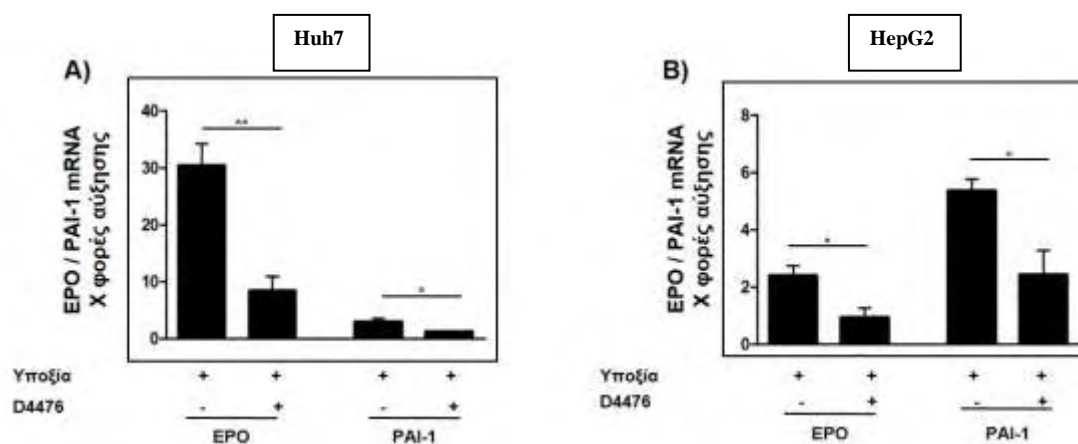 Huh7
A)
EPO / PAI-1 mRNA
Χ φορές αύξησης
40
30
20
10
0
**
*
Υποξία + + + +
D4476 - + - +
EPO PAI-1
HepG2
B)
EPO / PAI-1 mRNA
Χ φορές αύξησης
8
6
4
2
0
*
*
Υποξία + + + +
D4476 - + - +
EPO PAI-1